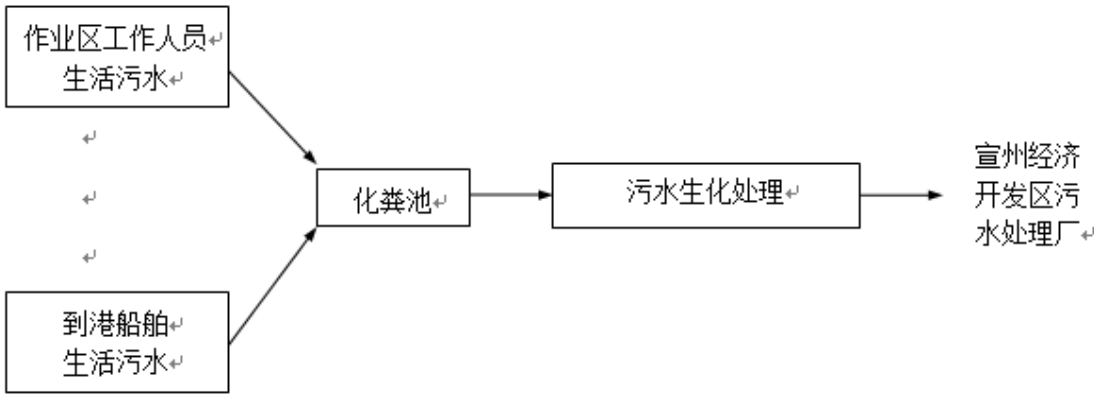 作业区工作人员
生活污水
化粪池
污水生化处理
宣州经济
开发区污
水处理厂
到港船舶
生活污水